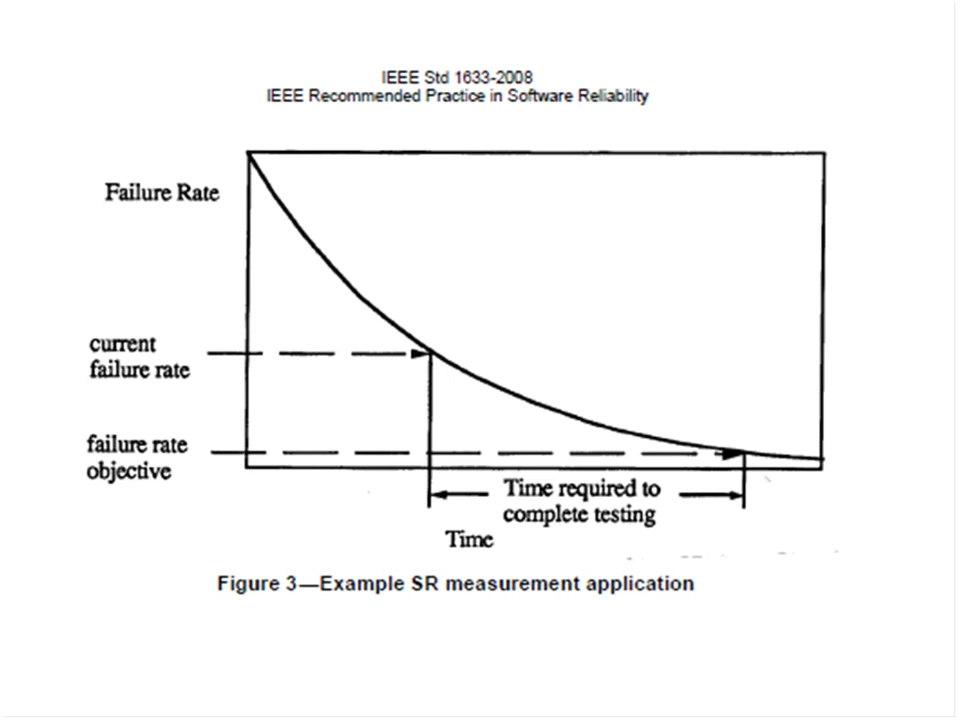 IEEE Std 1633-2008
IEEE Recommended Practice in Software Reliability
Failure Rate
current
failure rate
failure rate
objective
Time required to
complete testing
Time
Figure 3—Example SR measurement application